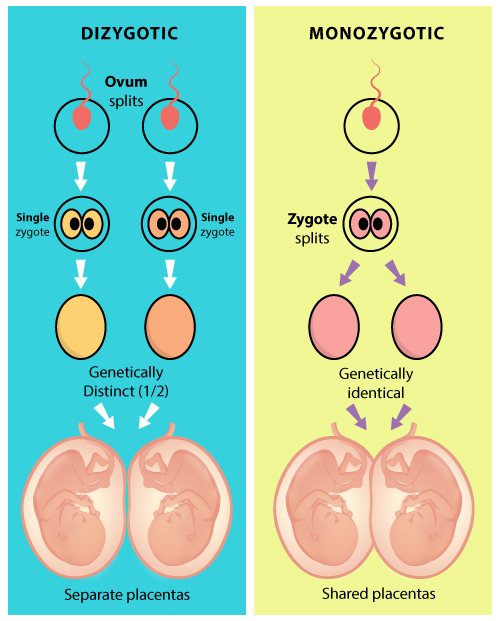 DIZYGOTIC
Ovum
splits
Single
zygote
Single
zygote
Genetically
Distinct (1/2)
Separate placentas
MONOZYGOTIC
Zygote
splits
Genetically
identical
Shared placentas